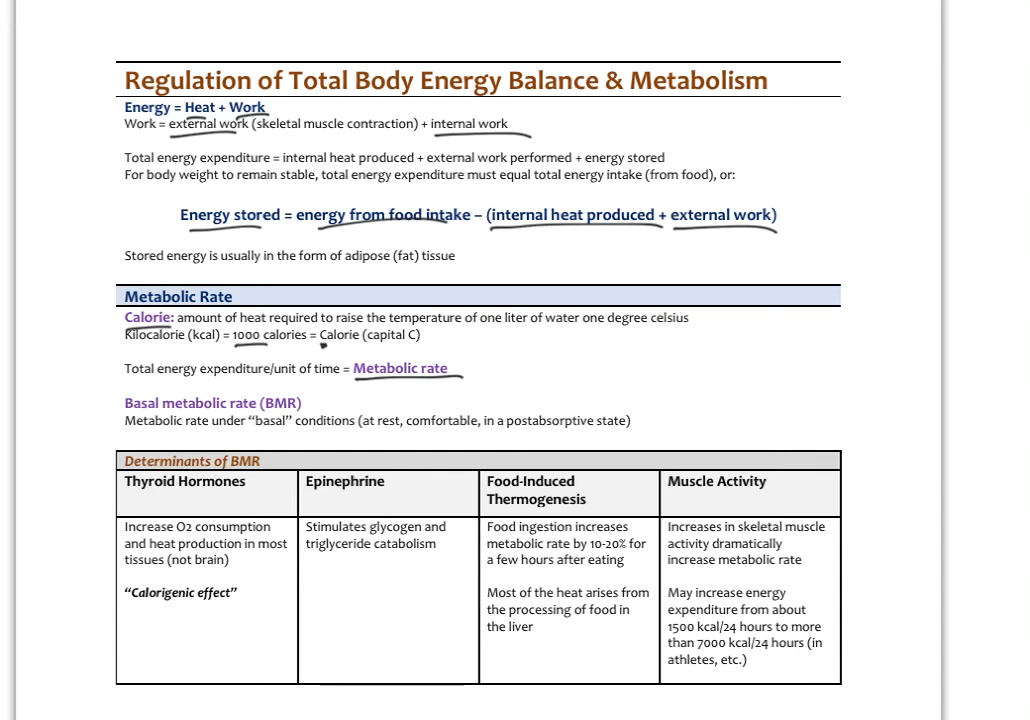 Regulation of Total Body Energy Balance & Metabolism
Energy = Heat + Work
Work = external work (skeletal muscle contraction) + internal work
Total energy expenditure = internal heat produced + external work performed + energy stored
For body weight to remain stable, total energy expenditure must equal total energy intake (from food), or:
Energy stored = energy from food intake – (internal heat produced + external work)
Stored energy is usually in the form of adipose (fat) tissue
Metabolic Rate
Calorie: amount of heat required to raise the temperature of one liter of water one degree celsius
Kilocalorie (kcal) = 1000 calories = Calorie (capital C)
Total energy expenditure/unit of time = Metabolic rate
Basal metabolic rate (BMR)
Metabolic rate under “basal” conditions (at rest, comfortable, in a postabsorptive state)
Determinants of BMR
Thyroid Hormones
Increase O2 consumption
and heat production in most
tissues (not brain)
“Calorigenic effect”
Epinephrine
Stimulates glycogen and
triglyceride catabolism
Food-Induced
Thermogenesis
Food ingestion increases
metabolic rate by 10-20% for
a few hours after eating
Most of the heat arises from
the processing of food in
the liver
Muscle Activity
Increases in skeletal muscle
activity dramatically
increase metabolic rate
May increase energy
expenditure from about
1500 kcal/24 hours to more
than 7000 kcal/24 hours (in
athletes, etc.)